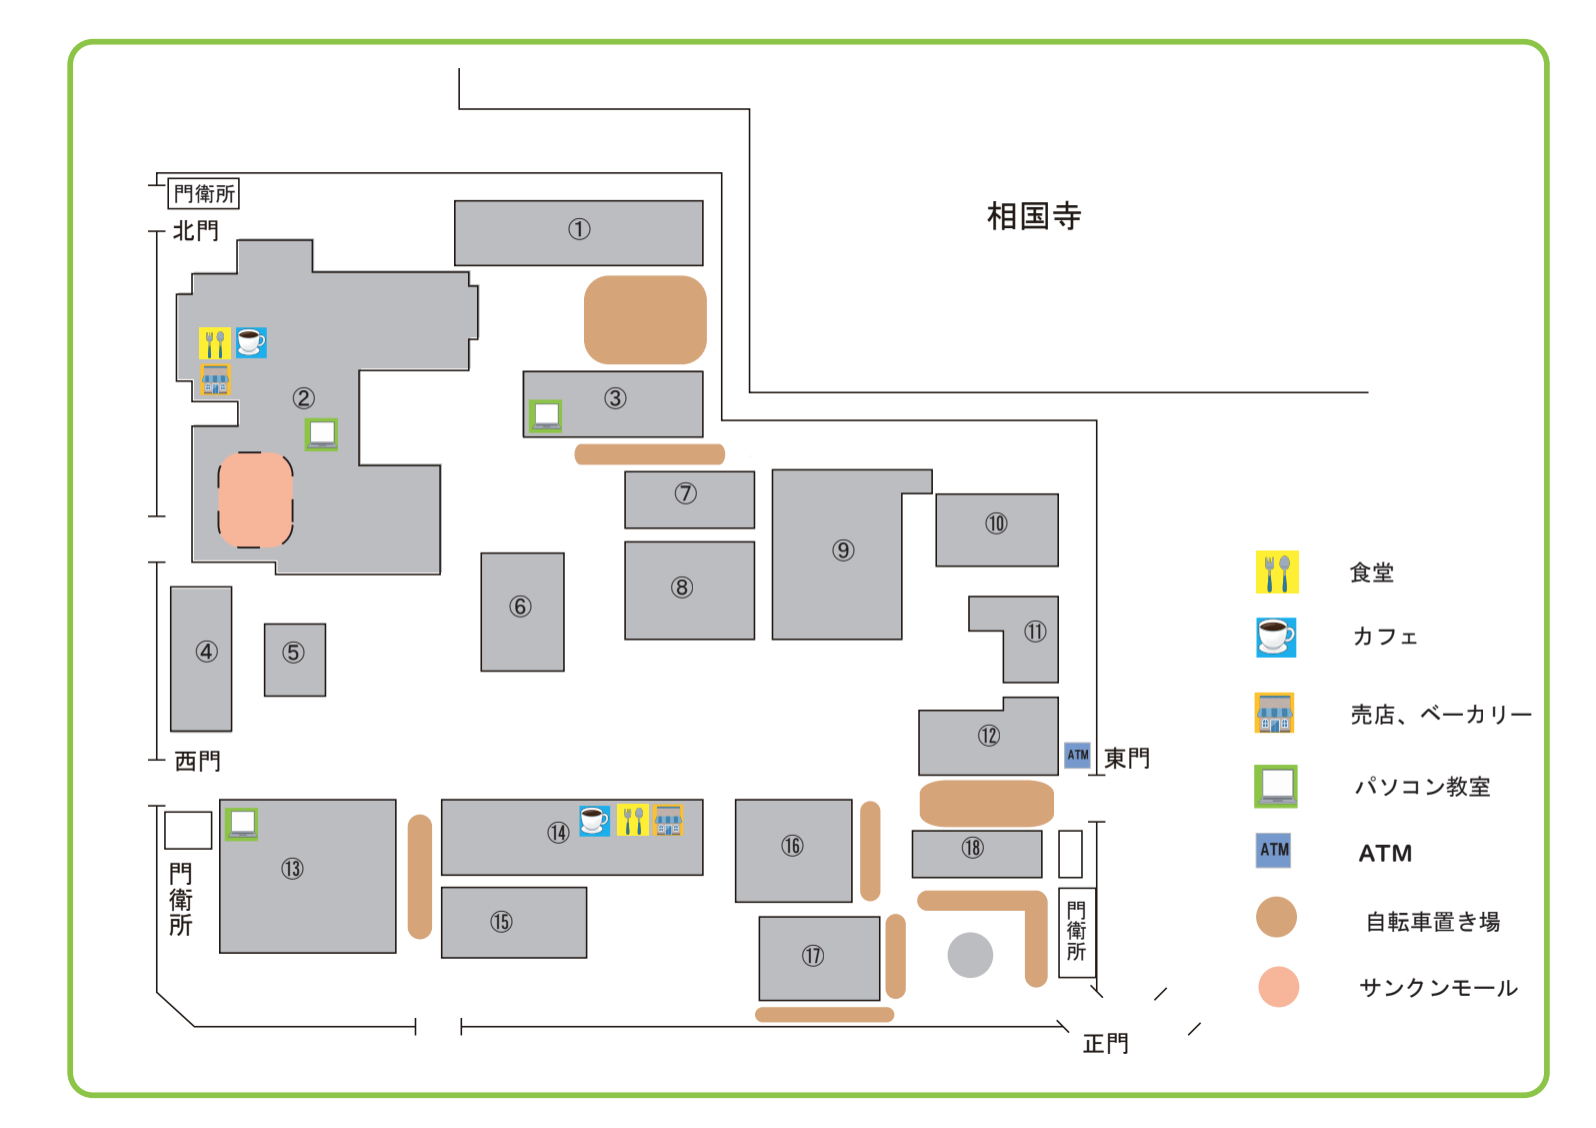 相国寺
門衛所
北門
①
②
③
⑦
⑩
⑨
⑧
⑥
⑪
④
⑤
⑫
西門
ATM
東門
⑬
⑭
⑯
⑱
⑮
⑰
門衛所
門衛所
正門
食堂
カフェ
売店、ベーカリー
パソコン教室
ATM
ATM
自転車置き場
サンクンモール